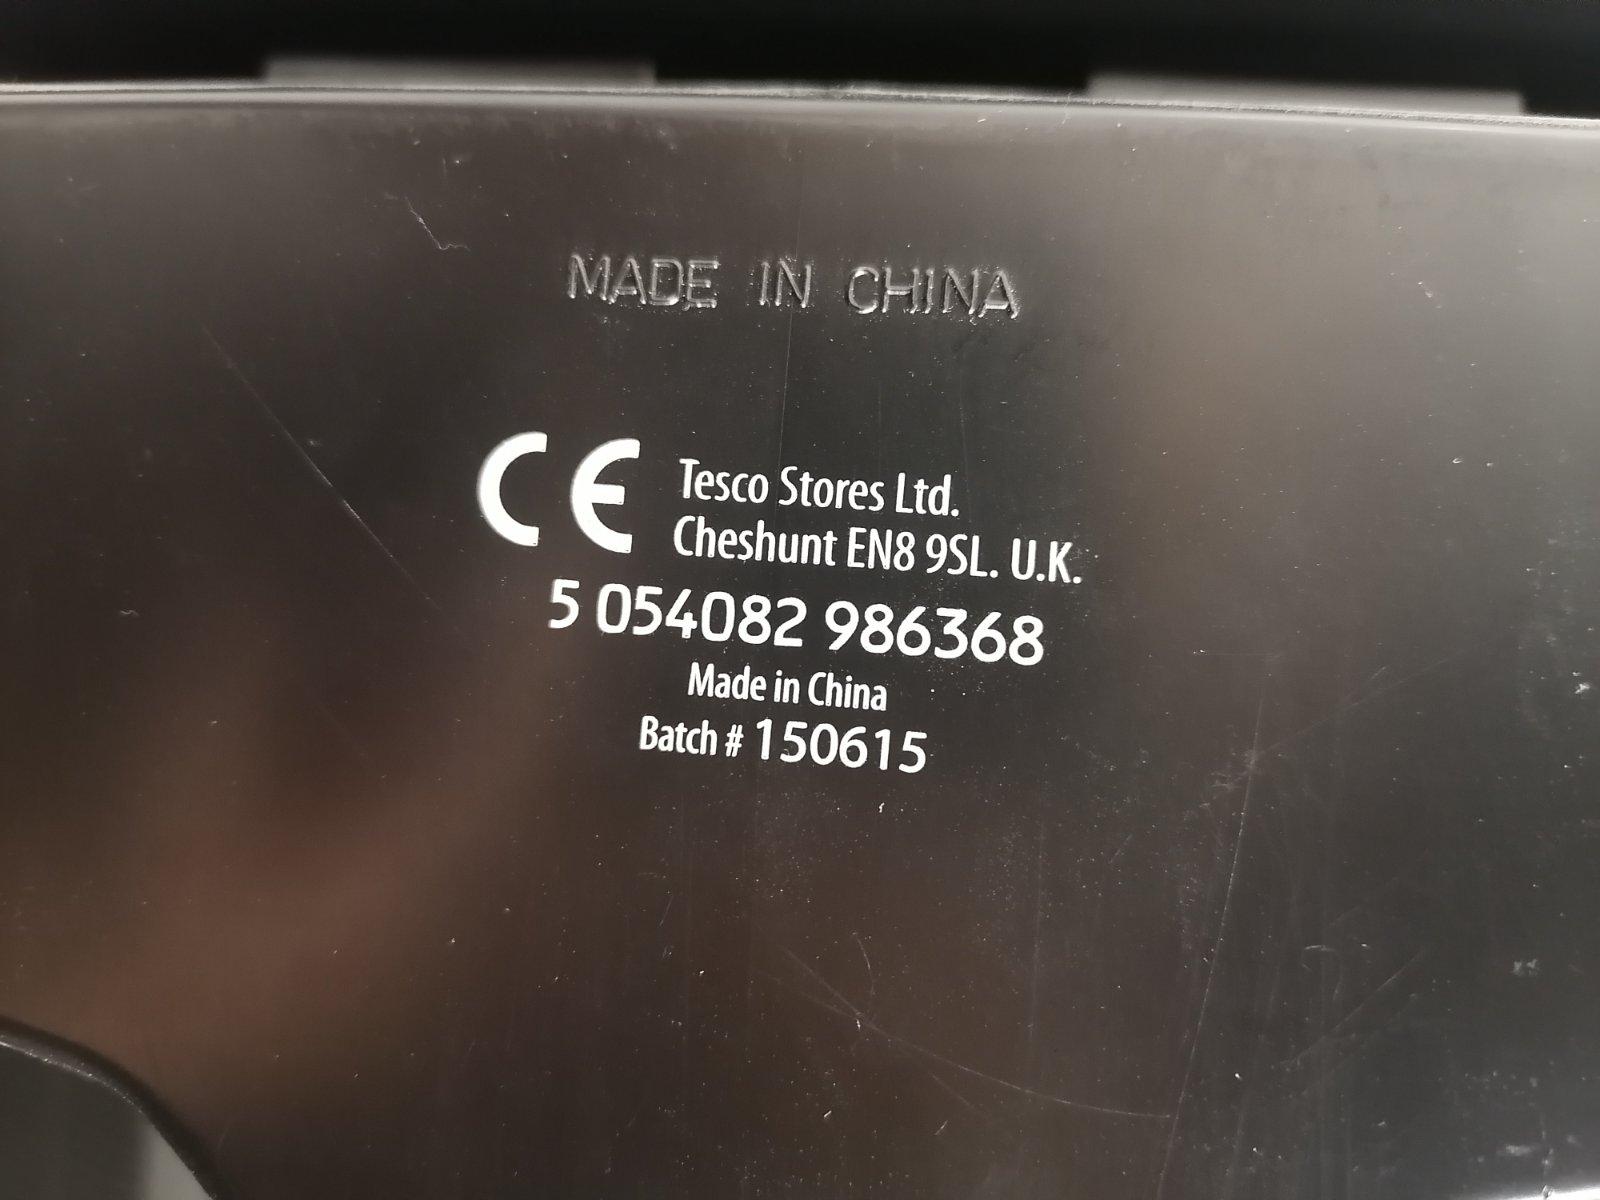 MADE IN CHINA
CE Tesco Stores Ltd.
Cheshunt EN8 9SL. U.K.
5 054082 986368
Made in China
Batch # 150615